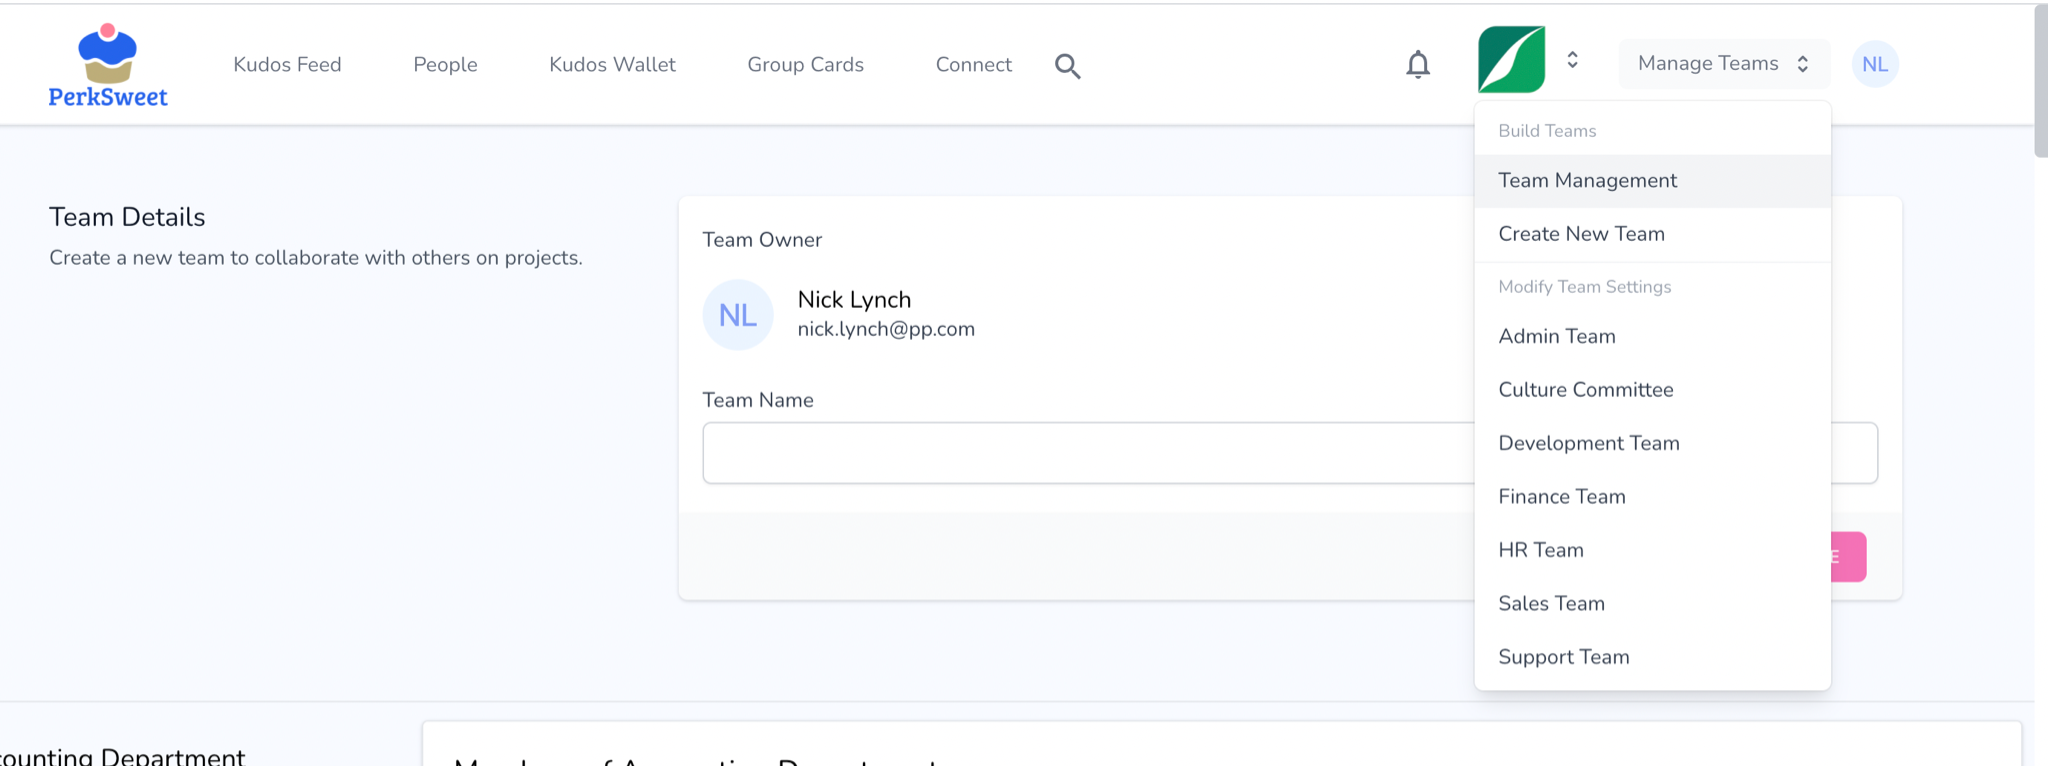 PerkSweet
Kudos Feed
People
Kudos Wallet
Group Cards
Connect
Manage Teams
NL
Build Teams
Team Management
Create New Team
Modify Team Settings
Admin Team
Culture Committee
Development Team
Finance Team
HR Team
Sales Team
Support Team
Team Details
Create a new team to collaborate with others on projects.
Team Owner
NL
Nick Lynch
nick.lynch@pp.com
Team Name
E
counting Department